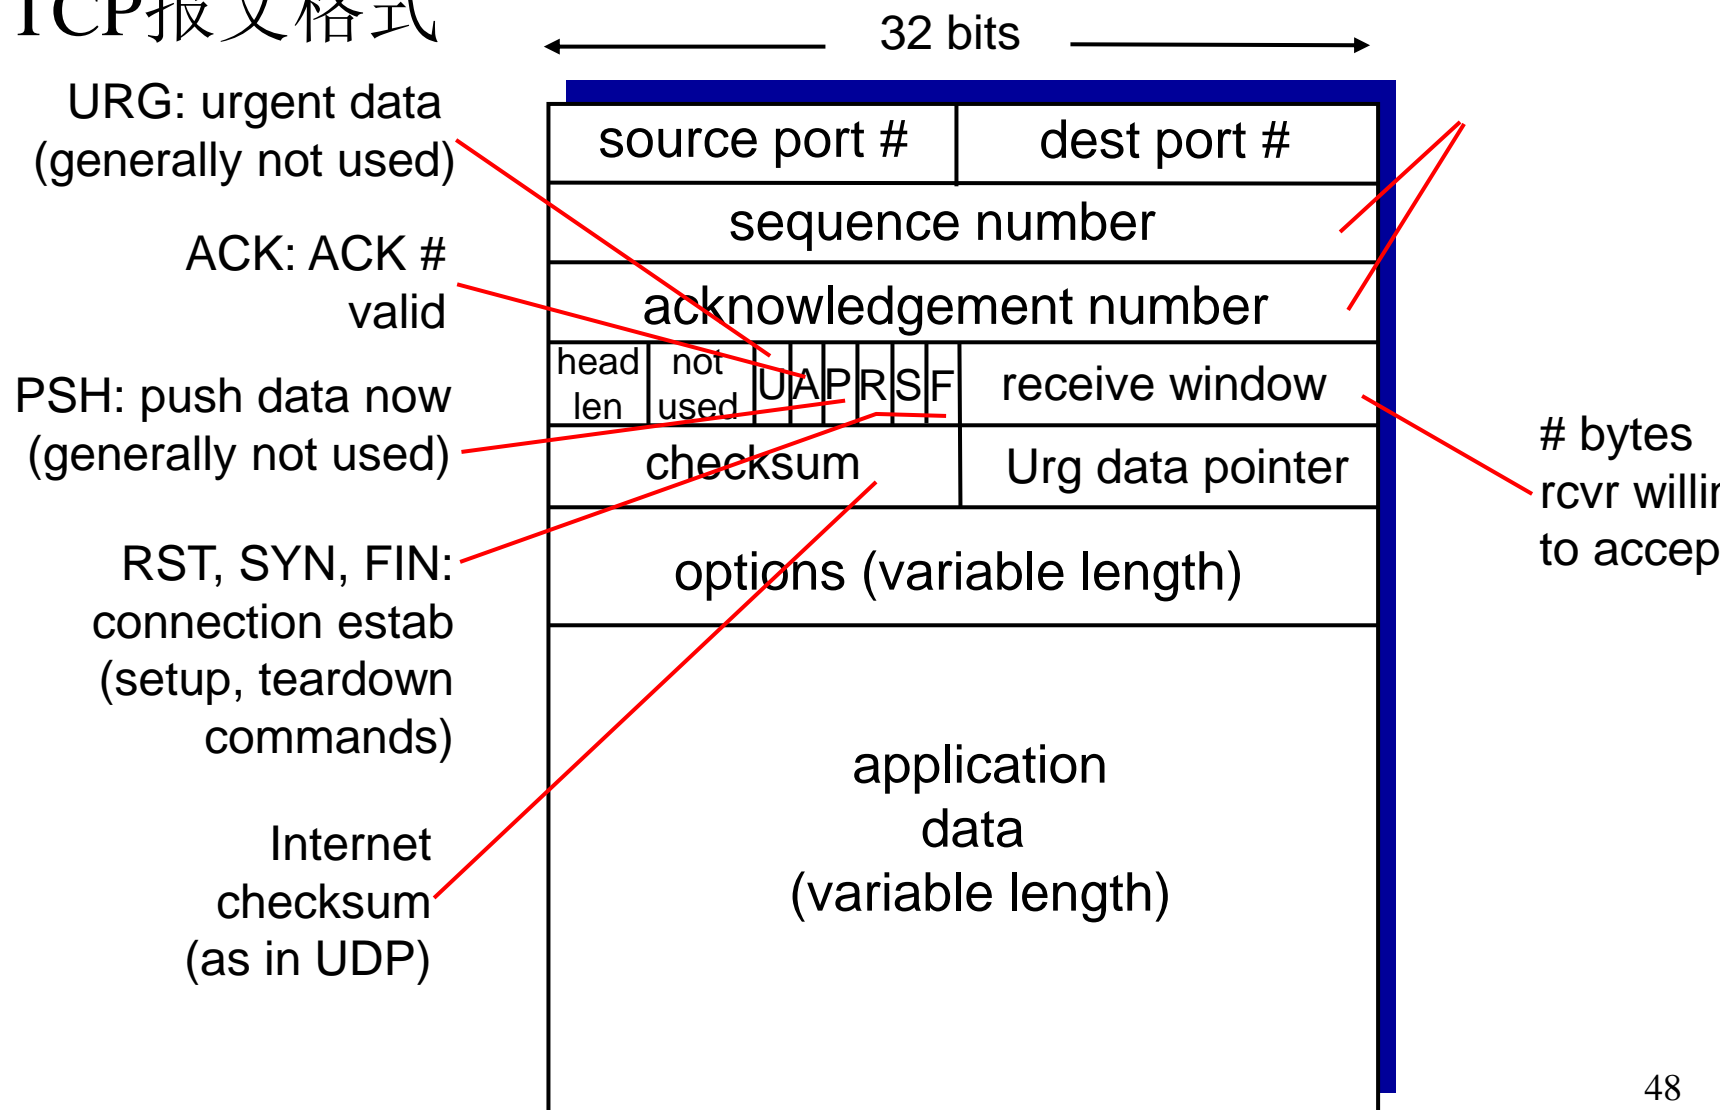 TCP报文格式
32 bits
URG: urgent data
(generally not used)
ACK: ACK #
valid
PSH: push data now
(generally not used)
RST, SYN, FIN:
connection estab
(setup, teardown
commands)
Internet
checksum
(as in UDP)
source port #
dest port #
sequence number
acknowledgement number
head
len
not
used
U
A
P
R
S
F
receive window
checksum
Urg data pointer
options (variable length)
application
data
(variable length)
# bytes
rcvr
to
48